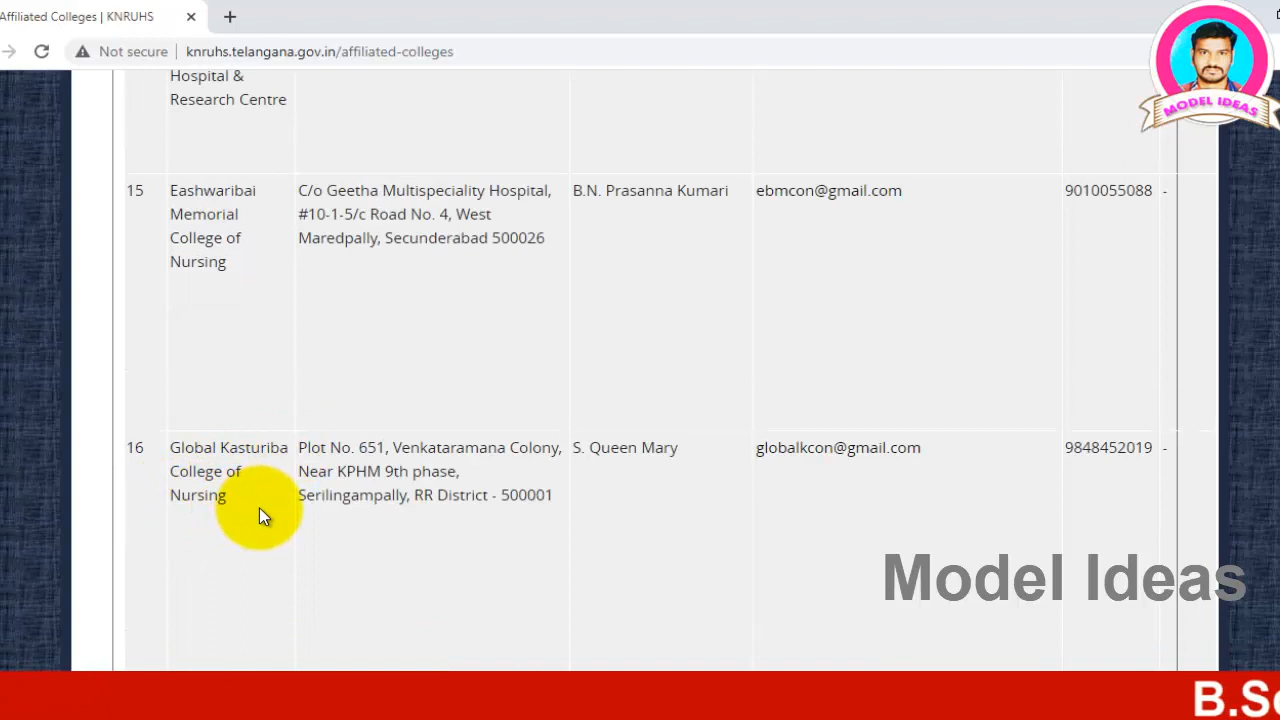 Affiliated Colleges | KNRUHS
Not secure
knruhs.telangana.gov.in/affiliated-colleges
MODEL IDEAS
Hospital &
Research Centre
15
Eashwaribai
Memorial
College of
Nursing
C/o Geetha Multispeciality Hospital,
#10-1-5/c Road No. 4, West
Maredpally, Secunderabad 500026
B.N. Prasanna Kumari
ebmcon@gmail.com
9010055088
-
16
Global Kasturiba
College of
Nursing
Plot No. 651, Venkataramana Colony,
Near KPHM 9th phase,
Serilingampally, RR District - 500001
S. Queen Mary
globalkcon@gmail.com
9848452019
-
Model Ideas